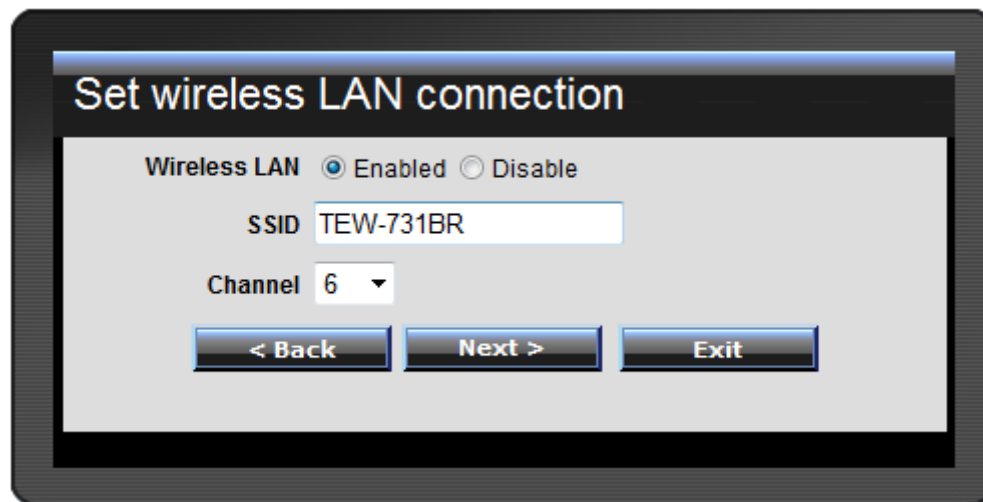 Set wireless LAN connection
Wireless LAN Enabled Disable
SSID TEW-731BR
Channel 6
< Back Next > Exit